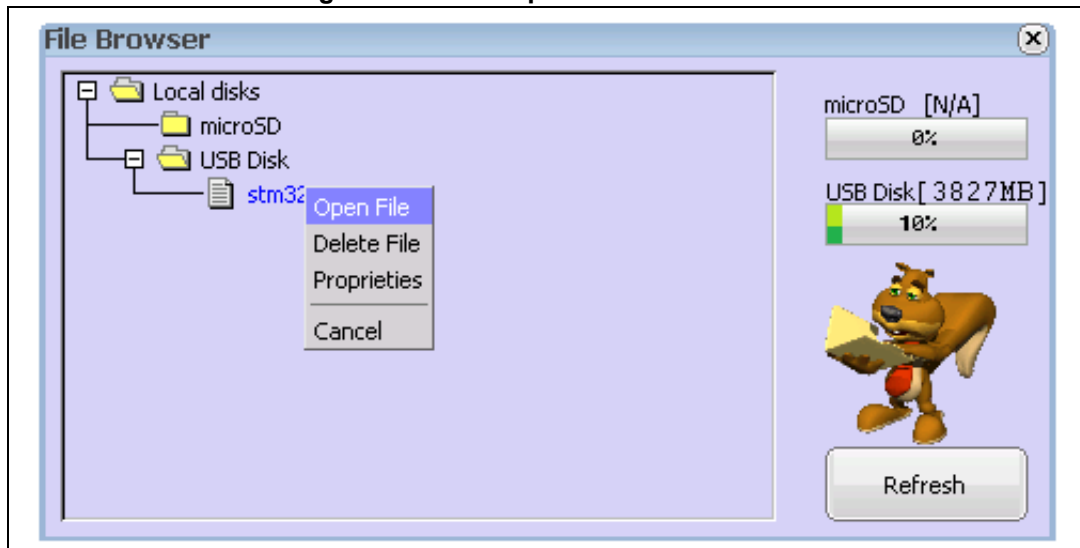 File Browser
Local disks
microSD
USB Disk
stm32
Open File
Delete File
Proprieties
Cancel
microSD [N/A]
0%
USB Disk[3827MB]
10%
Refresh